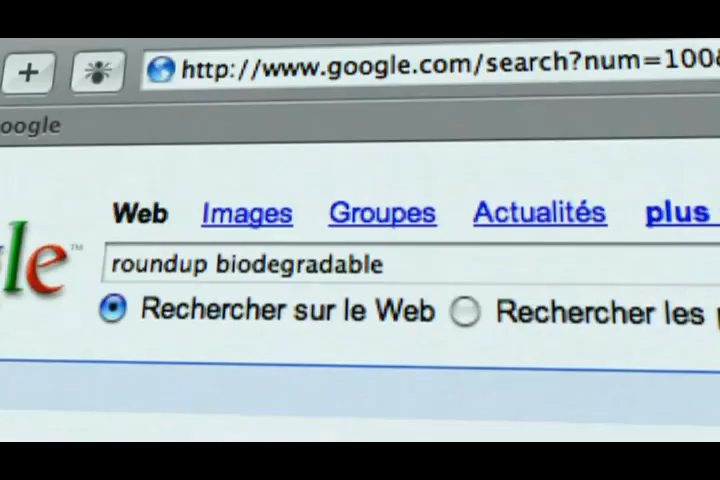 http://www.google.com/search?num=100
oogle
Web Images Groupes Actualités plus
gle™
roundup biodegradable
Rechercher sur le Web Rechercher les